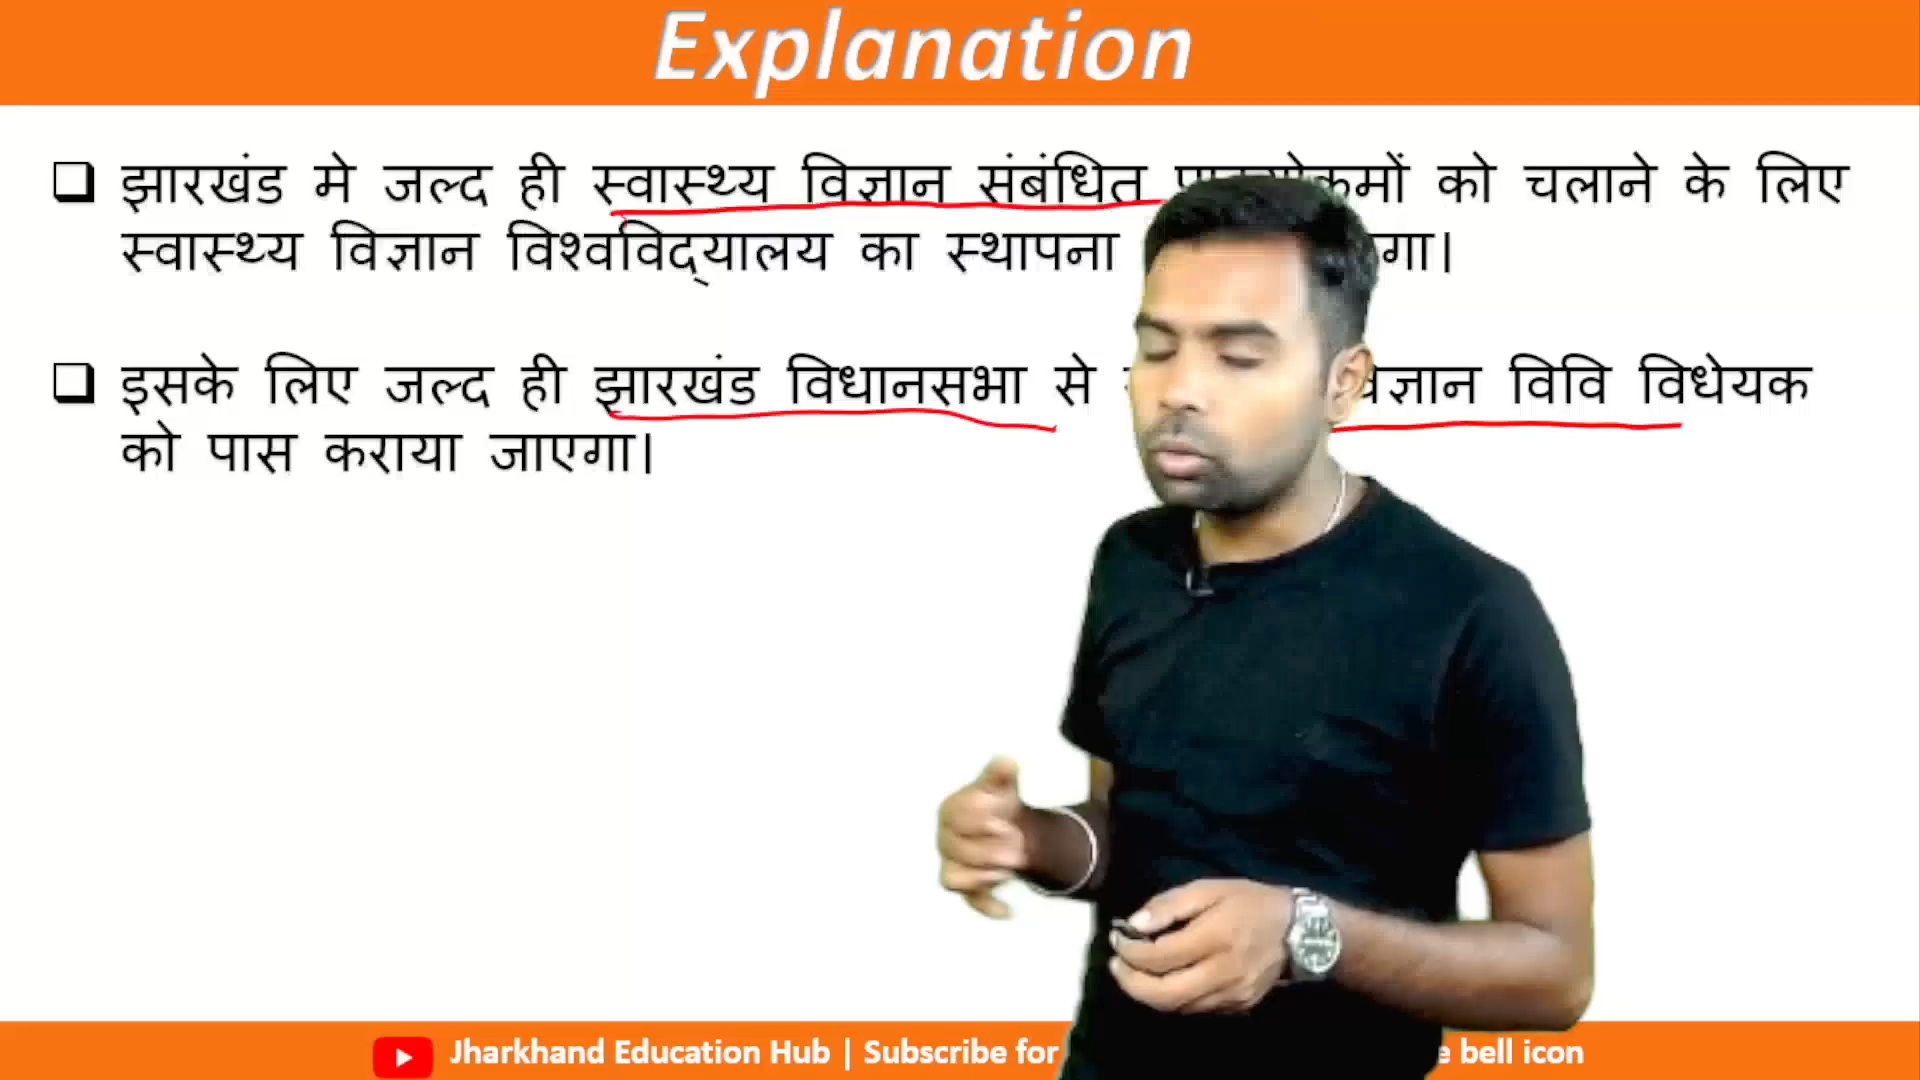 Explanation
झारखंड मे जल्द ही स्वास्थ्य विज्ञान संबंधित को चलाने के लिए
स्वास्थ्य विज्ञान विश्वविद्यालय का स्थापना
इसके लिए जल्द ही झारखंड विधानसभा से विवि विधेयक
को पास कराया जाएगा।
Jharkhand Education Hub | Subscribe for bell icon